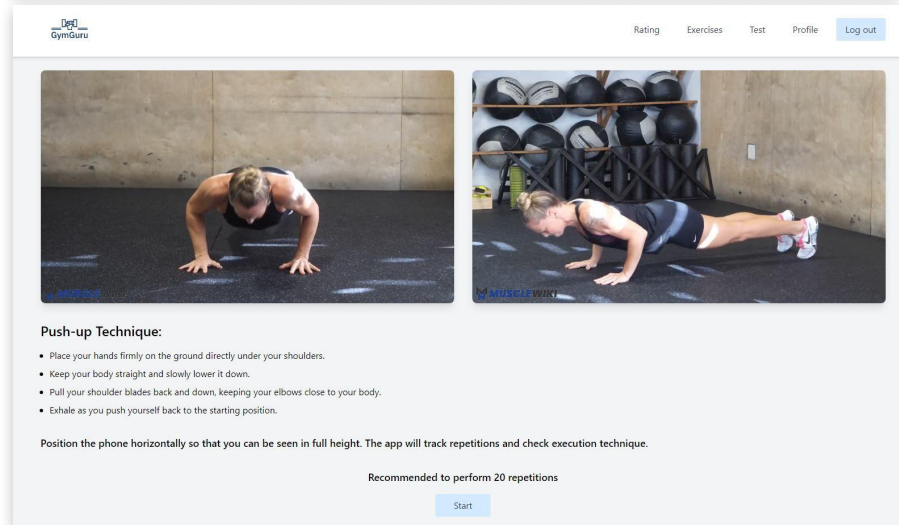 GymGuru
Rating Exercises Test Profile Log out
MUSCLEWIKI
Push-up Technique:
Place your hands firmly on the ground directly under your shoulders.
Keep your body straight and slowly lower it down.
Pull your shoulder blades back and down, keeping your elbows close to your body.
Exhale as you push yourself back to the starting position.
Position the phone horizontally so that you can be seen in full height. The app will track repetitions and check execution technique.
Recommended to perform 20 repetitions
Start